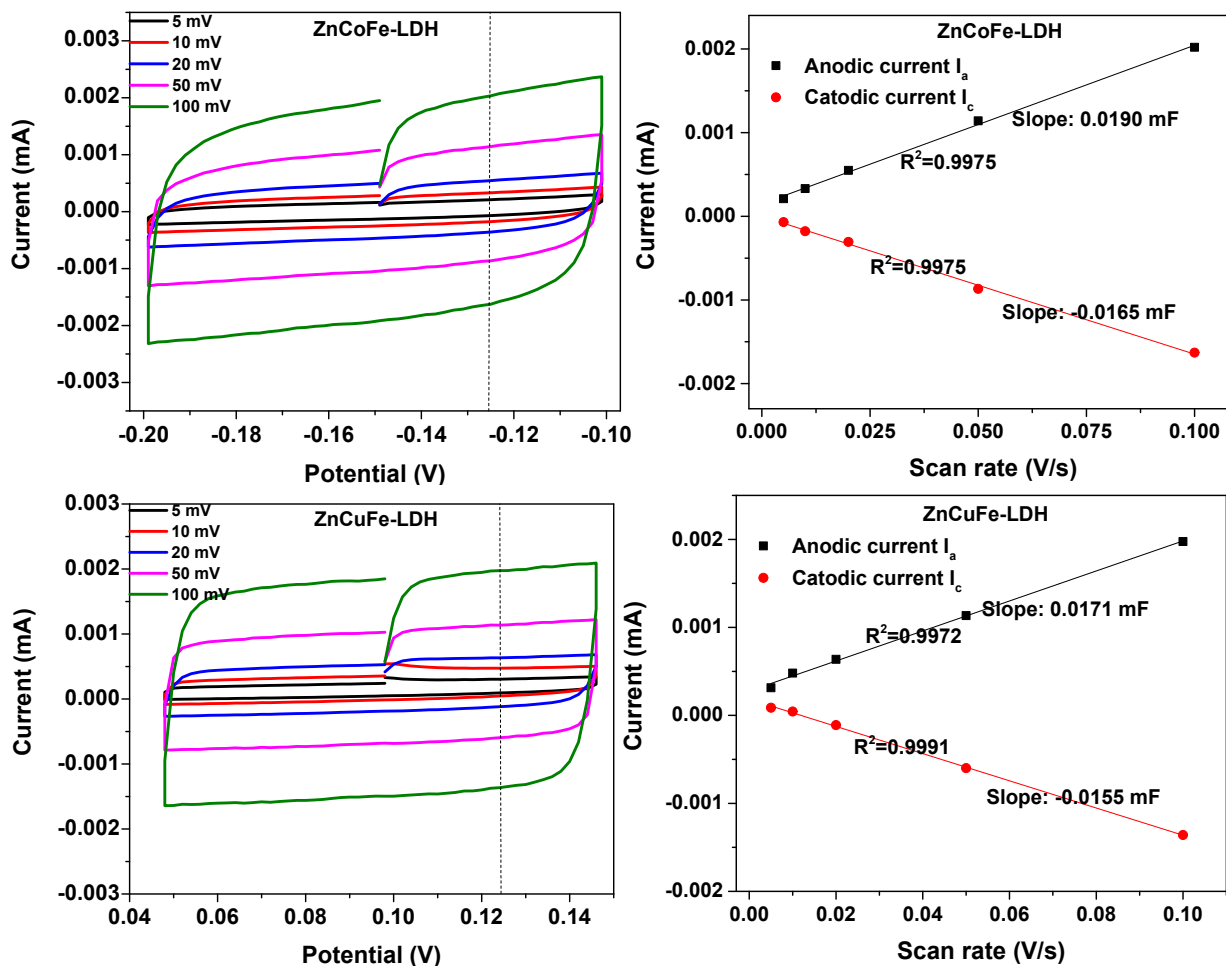 ZnCoFe-LDH
5 mV
10 mV
20 mV
50 mV
100 mV
0.003
0.002
0.001
0.000
-0.001
-0.002
-0.003
Current (mA)
-0.20 -0.18 -0.16 -0.14 -0.12 -0.10
Potential (V)
ZnCoFe-LDH
Anodic current Ia
Catodic current Ic
Slope: 0.0190 mF
R2=0.9975
R2=0.9975
Slope: -0.0165 mF
0.002
0.001
0.000
-0.001
-0.002
Current (mA)
0.000 0.025 0.050 0.075 0.100
Scan rate (V/s)
ZnCuFe-LDH
5 mV
10 mV
20 mV
50 mV
100 mV
0.003
0.002
0.001
0.000
-0.001
-0.002
-0.003
Current (mA)
0.04 0.06 0.08 0.10 0.12 0.14
Potential (V)
ZnCuFe-LDH
Anodic current Ia
Catodic current Ic
Slope: 0.0171 mF
R2=0.9972
R2=0.9991
Slope: -0.0155 mF
0.002
0.001
0.000
-0.001
-0.002
Current (mA)
0.00 0.02 0.04 0.06 0.08 0.10
Scan rate (V/s)